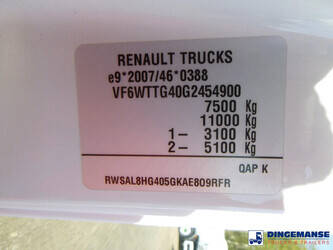 RENAULT TRUCKS
e9*2007/46*0388
VF6WTTG40G2454900
7500 Kg
11000 Kg
1- 3100 Kg
2- 5100 Kg
QAP K
RWSAL8HG405GKAE809RFR
DINGEMANSE